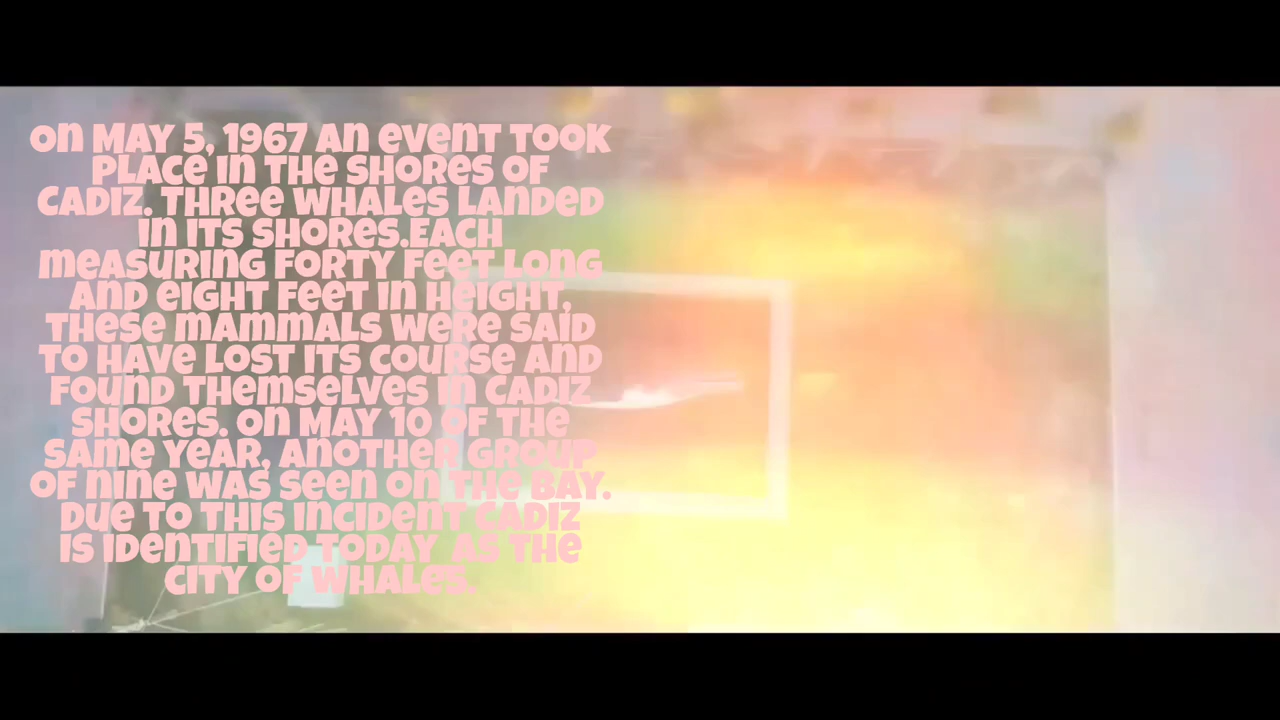 On May 5, 1967 an event took
place in the shores of
Cadiz. Three whales landed
in its shores.Each
measuring forty feet long
and eight feet in height,
these mammals were said
to have lost its course and
found themselves in Cadiz
shores. On May 10 of the
same year, another group
of nine was seen on the bay.
Due to this incident Cadiz
is identified today as the
City of Whales.